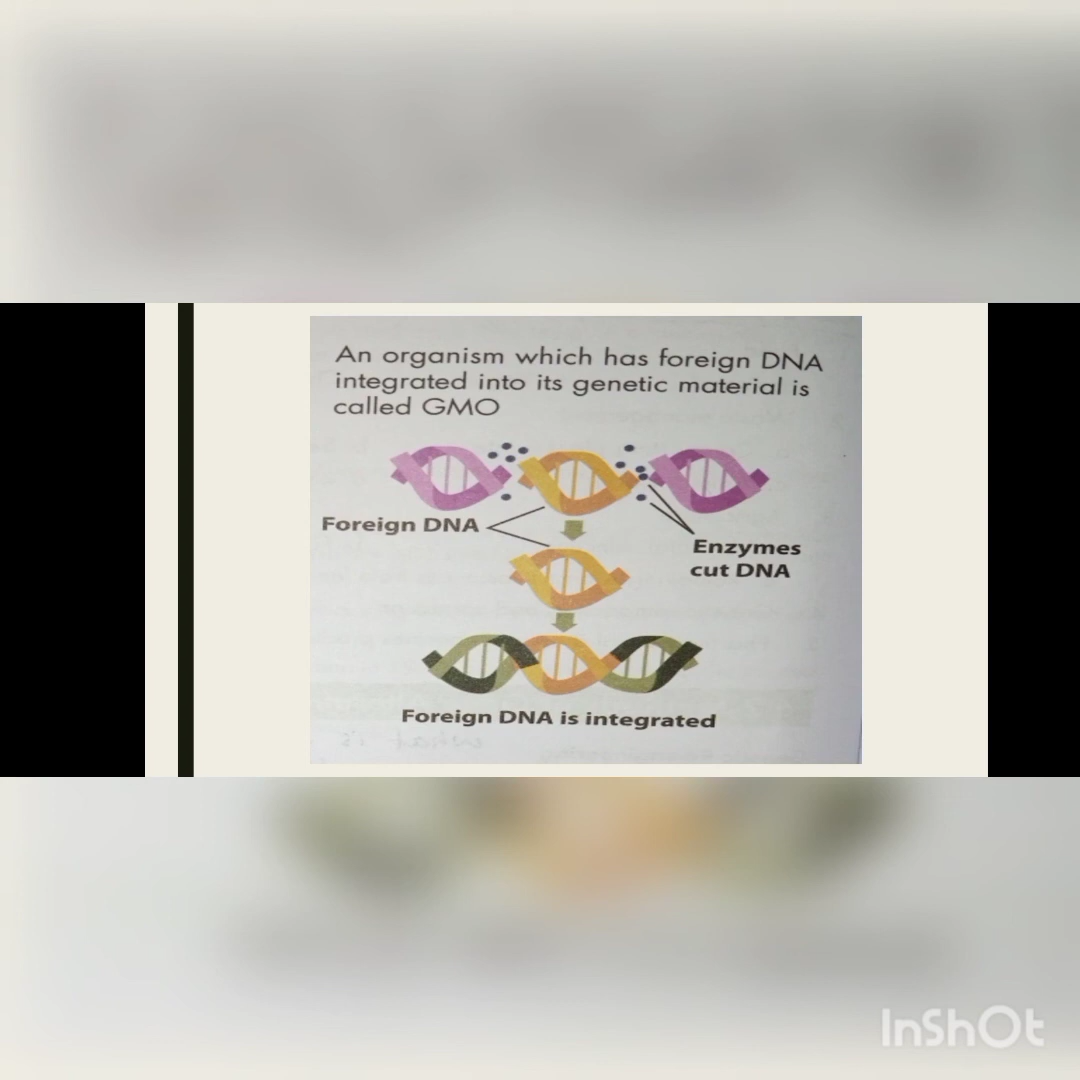 An organism which has foreign DNA
integrated into its genetic material is
called GMO
Foreign DNA
Enzymes
cut DNA
Foreign DNA is integrated
InShOt